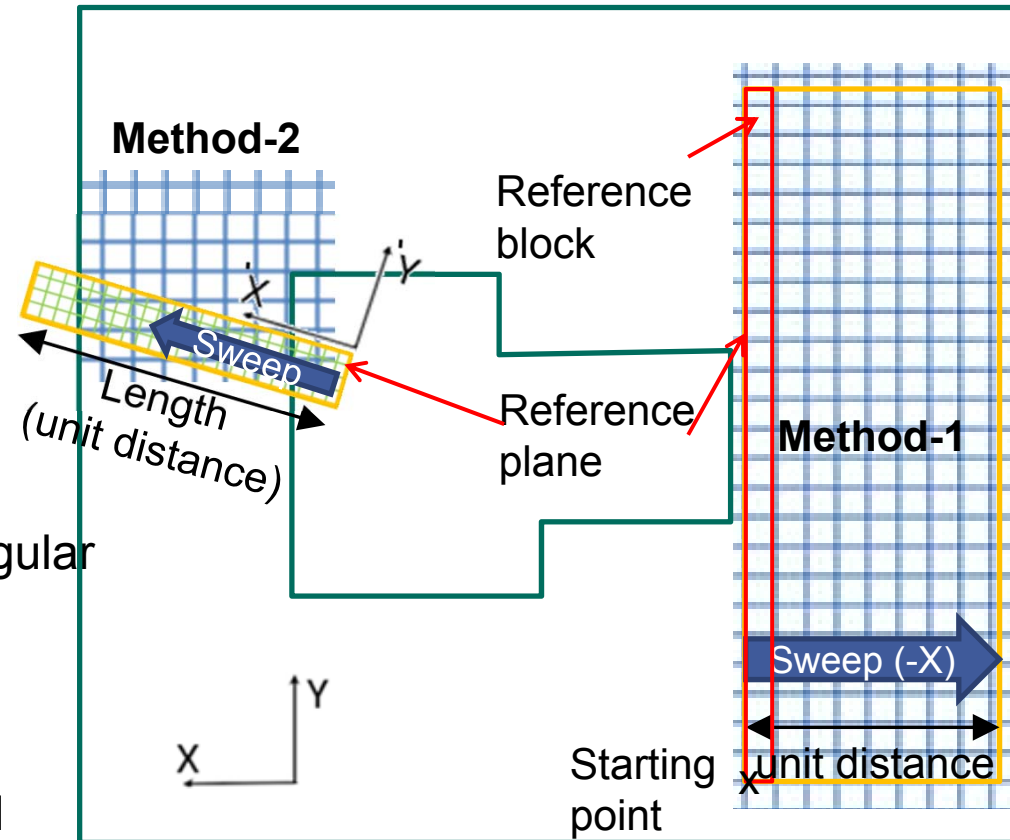 Method-2
Reference
block
'Y
'X
Sweep
Length
(unit distance)
Reference
plane
Method-1
gular
Sweep (-X)
Y
X
Starting
point
x
unit distance